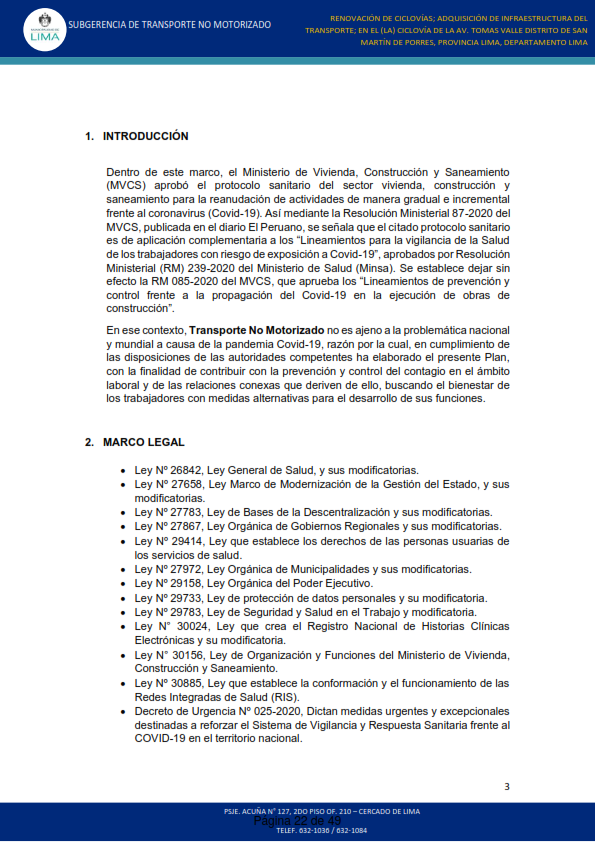 MUNICIPALIDAD DE
LIMA
SUBGERENCIA DE TRANSPORTE NO MOTORIZADO
RENOVACIÓN DE CICLOVÍAS; ADQUISICIÓN DE INFRAESTRUCTURA DEL
TRANSPORTE; EN EL (LA) CICLOVÍA DE LA AV. TOMAS VALLE DISTRITO DE SAN
MARTÍN DE PORRES, PROVINCIA LIMA, DEPARTAMENTO LIMA
1. INTRODUCCIÓN
Dentro de este marco, el Ministerio de Vivienda, Construcción y Saneamiento
(MVCS) aprobó el protocolo sanitario del sector vivienda, construcción y
saneamiento para la reanudación de actividades de manera gradual e incremental
frente al coronavirus (Covid-19). Así mediante la Resolución Ministerial 87-2020 del
MVCS, publicada en el diario El Peruano, se señala que el citado protocolo sanitario
es de aplicación complementaria a los “Lineamientos para la vigilancia de la Salud
de los trabajadores con riesgo de exposición a Covid-19”, aprobados por Resolución
Ministerial (RM) 239-2020 del Ministerio de Salud (Minsa). Se establece dejar sin
efecto la RM 085-2020 del MVCS, que aprueba los “Lineamientos de prevención y
control frente a la propagación del Covid-19 en la ejecución de obras de
construcción”.
En ese contexto, Transporte No Motorizado no es ajeno a la problemática nacional
y mundial a causa de la pandemia Covid-19, razón por la cual, en cumplimiento de
las disposiciones de las autoridades competentes ha elaborado el presente Plan,
con la finalidad de contribuir con la prevención y control del contagio en el ámbito
laboral y de las relaciones conexas que deriven de ello, buscando el bienestar de
los trabajadores con medidas alternativas para el desarrollo de sus funciones.
2. MARCO LEGAL
• Ley Nº 26842, Ley General de Salud, y sus modificatorias.
• Ley Nº 27658, Ley Marco de Modernización de la Gestión del Estado, y sus
modificatorias.
• Ley Nº 27783, Ley de Bases de la Descentralización y sus modificatorias.
• Ley Nº 27867, Ley Orgánica de Gobiernos Regionales y sus modificatorias.
• Ley Nº 29414, Ley que establece los derechos de las personas usuarias de
los servicios de salud.
• Ley Nº 27972, Ley Orgánica de Municipalidades y sus modificatorias.
• Ley Nº 29158, Ley Orgánica del Poder Ejecutivo.
• Ley Nº 29733, Ley de protección de datos personales y su modificatoria.
• Ley Nº 29783, Ley de Seguridad y Salud en el Trabajo y modificatoria.
• Ley N° 30024, Ley que crea el Registro Nacional de Historias Clínicas
Electrónicas y su modificatoria.
• Ley N° 30156, Ley de Organización y Funciones del Ministerio de Vivienda,
Construcción y Saneamiento.
• Ley Nº 30885, Ley que establece la conformación y el funcionamiento de las
Redes Integradas de Salud (RIS).
• Decreto de Urgencia Nº 025-2020, Dictan medidas urgentes y excepcionales
destinadas a reforzar el Sistema de Vigilancia y Respuesta Sanitaria frente al
COVID-19 en el territorio nacional.
3
PSJE. ACUÑA N° 127, 2DO PISO OF. 210 – CERCADO DE LIMA
Página 22 de 49
TELEF. 632-1036 / 632-1084